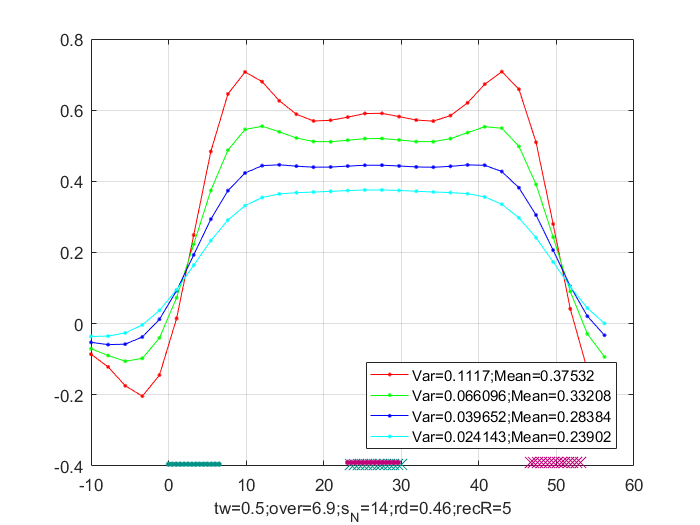 0.8
0.6
0.4
0.2
0
-0.2
-0.4
Var=0.1117;Mean=0.37532
Var=0.066096;Mean=0.33208
Var=0.039652;Mean=0.28384
Var=0.024143;Mean=0.23902
-10 0 10 20 30 40 50 60
tw=0.5;over=6.9;s_N=14;rd=0.46;recR=5